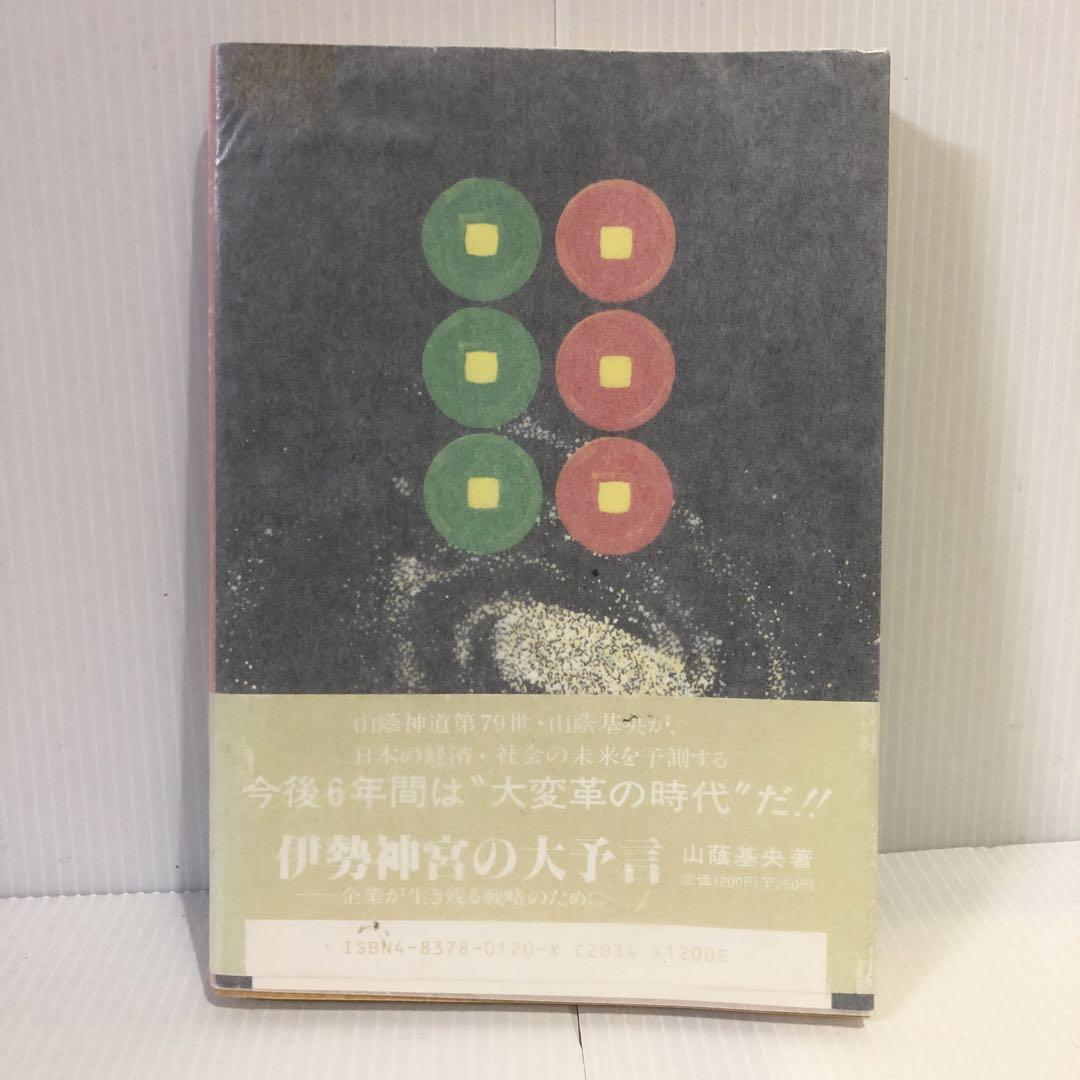 山蔭神道第79世・山蔭基央が、
日本の経済・社会の未来を予測する
今後6年間は“大変革の時代”だ!!
伊勢神宮の大予言 山蔭基央著
——企業が生き残る戦略のために—— 定価1200円〒250円
ISBN4-8378-0120-X C2034 ¥1200E